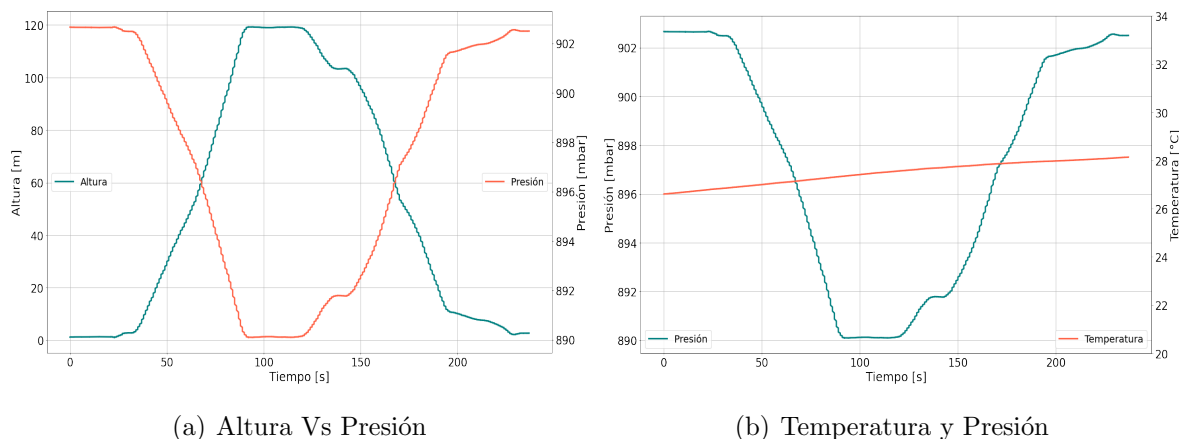 120
100
80
60
40
20
0
Altura [m]
Altura
Presión
902
900
898
896
894
892
890
Presión [mbar]
0 50 100 150 200
Tiempo [s]
(a) Altura Vs Presión
902
900
898
896
894
892
890
Presión [mbar]
Presión
Temperatura
34
32
30
28
26
24
22
20
Temperatura [°C]
0 50 100 150 200
Tiempo [s]
(b) Temperatura y Presión